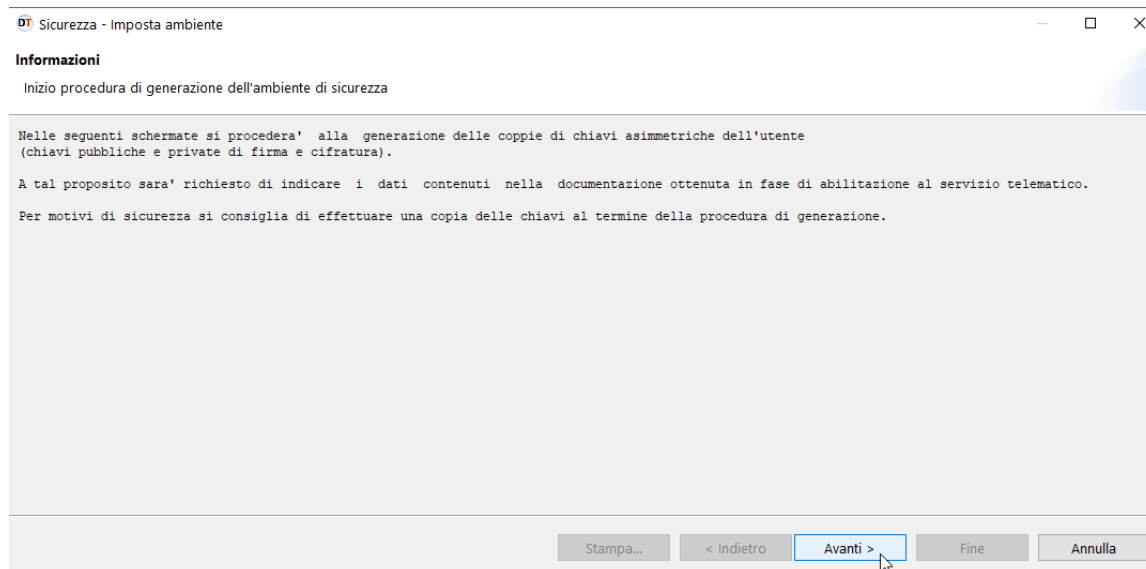 DT Sicurezza - Imposta ambiente
Informazioni
Inizio procedura di generazione dell'ambiente di sicurezza
Nelle seguenti schermate si procedera' alla generazione delle coppie di chiavi asimmetriche dell'utente
(chiavi pubbliche e private di firma e cifratura).
A tal proposito sara' richiesto di indicare i dati contenuti nella documentazione ottenuta in fase di abilitazione al servizio telematico.
Per motivi di sicurezza si consiglia di effettuare una copia delle chiavi al termine della procedura di generazione.
Stampa... < Indietro Avanti > Fine Annulla